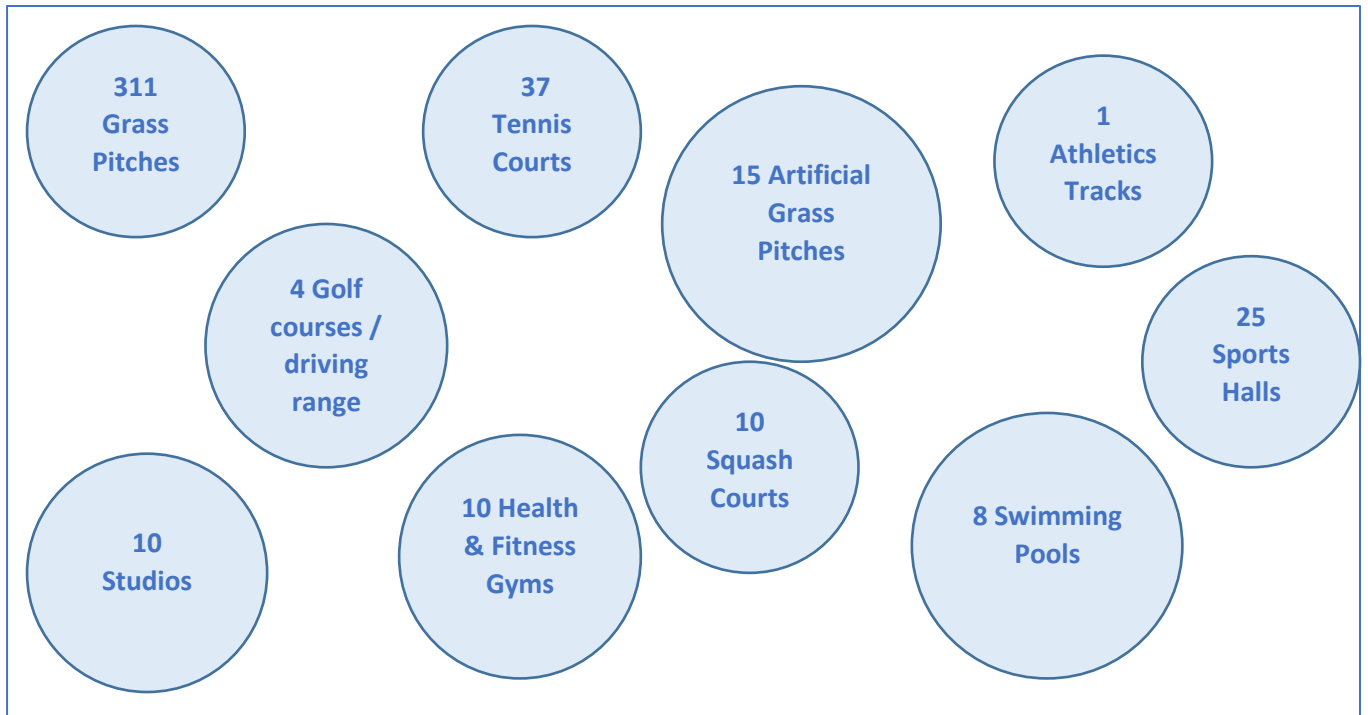 311
Grass
Pitches
37
Tennis
Courts
15 Artificial
Grass
Pitches
1
Athletics
Tracks
4 Golf
courses /
driving
range
25
Sports
Halls
10
Squash
Courts
10
Studios
10 Health
& Fitness
Gyms
8 Swimming
Pools